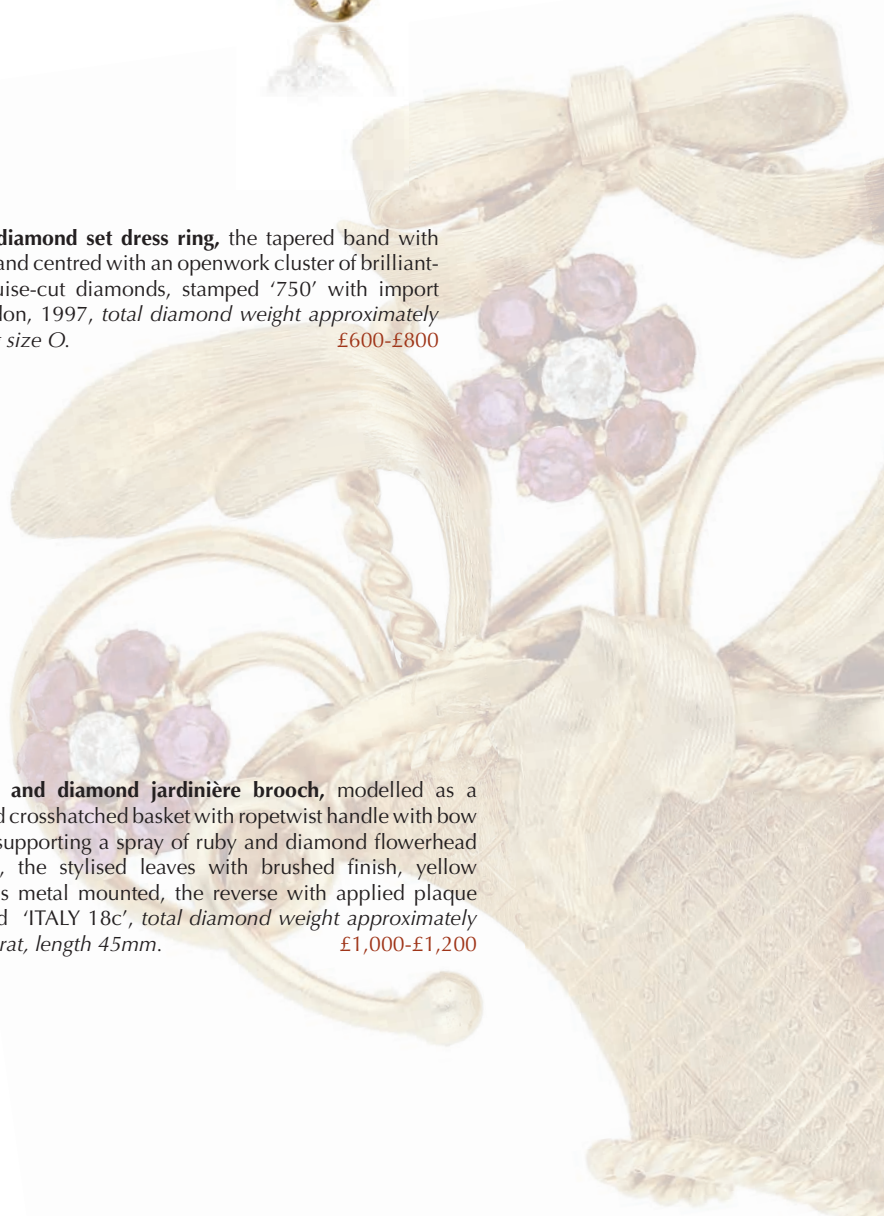 diamond set dress ring, the tapered band with
and centred with an openwork cluster of brilliant-
uise-cut diamonds, stamped ‘750’ with import
don, 1997, total diamond weight approximately
size O. £600-£800
and diamond jardinière brooch, modelled as a
d crosshatched basket with ropetwist handle with bow
supporting a spray of ruby and diamond flowerhead
, the stylised leaves with brushed finish, yellow
s metal mounted, the reverse with applied plaque
d ‘ITALY 18c’, total diamond weight approximately
rat, length 45mm. £1,000-£1,200